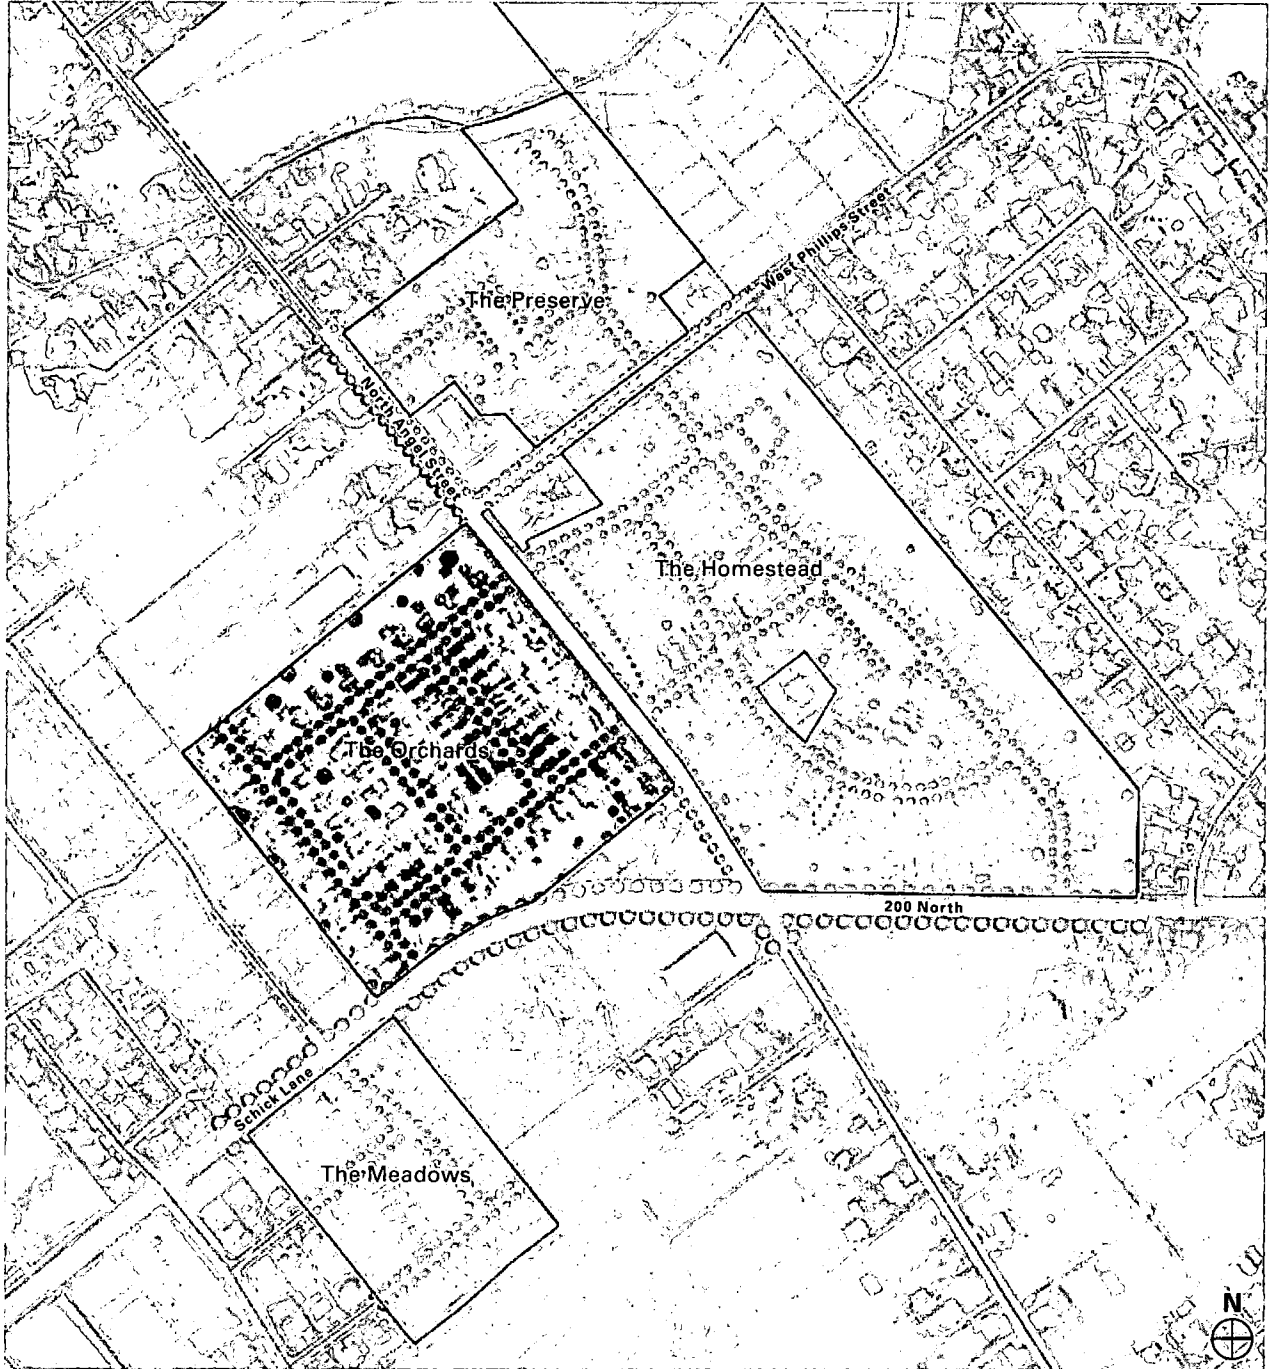 West Phillips Street
The Preserve
North Angel Street
The Homestead
The Orchards
200 North
Schick Lane
The Meadows
N